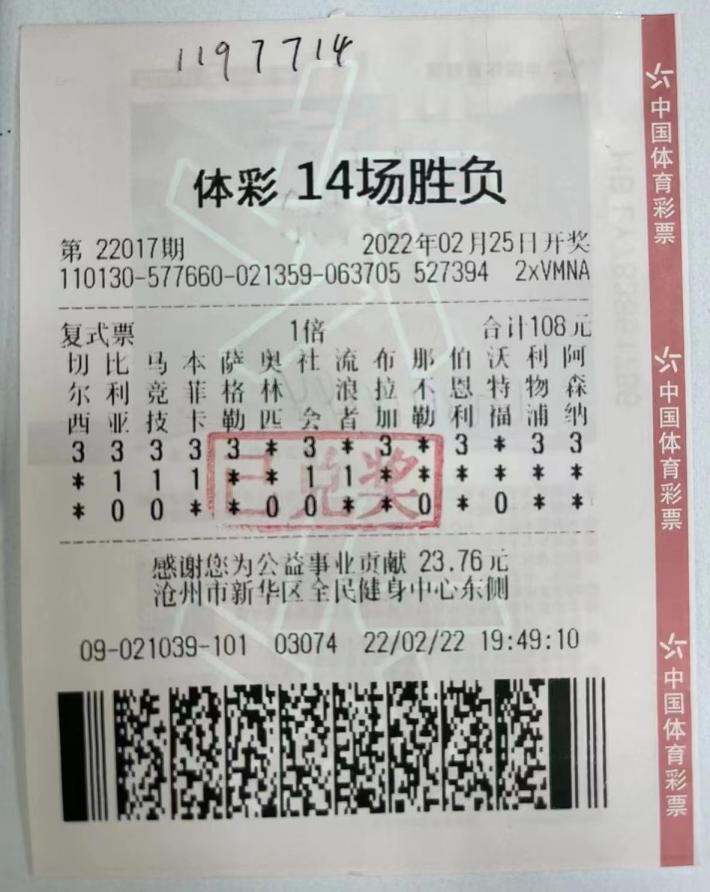 1197714
体彩 14场胜负
第 22017期 2022年02月25日开奖
110130-577660-021359-063705 527394 2xVMNA
复式票 1倍 合计108元
切 比 马 本 萨 奥 社 流 布 那 伯 沃 利 阿
尔 利 竞 菲 格 林 浪 拉 不 恩 特 物 森
西 亚 技 卡 勒 匹 会 者 加 勒 利 福 浦 纳
3 3 3 3 3 * 3 * 3 * 3 * 3 3
* 1 1 1 * * 1 1 * * * * * *
* 0 0 * * 0 0 * * 0 * 0 * *
已兑奖
感谢您为公益事业贡献 23.76元
沧州市新华区全民健身中心东侧
09-021039-101 03074 22/02/22 19:49:10
中国体育彩票
中国体育彩票
中国体育彩票